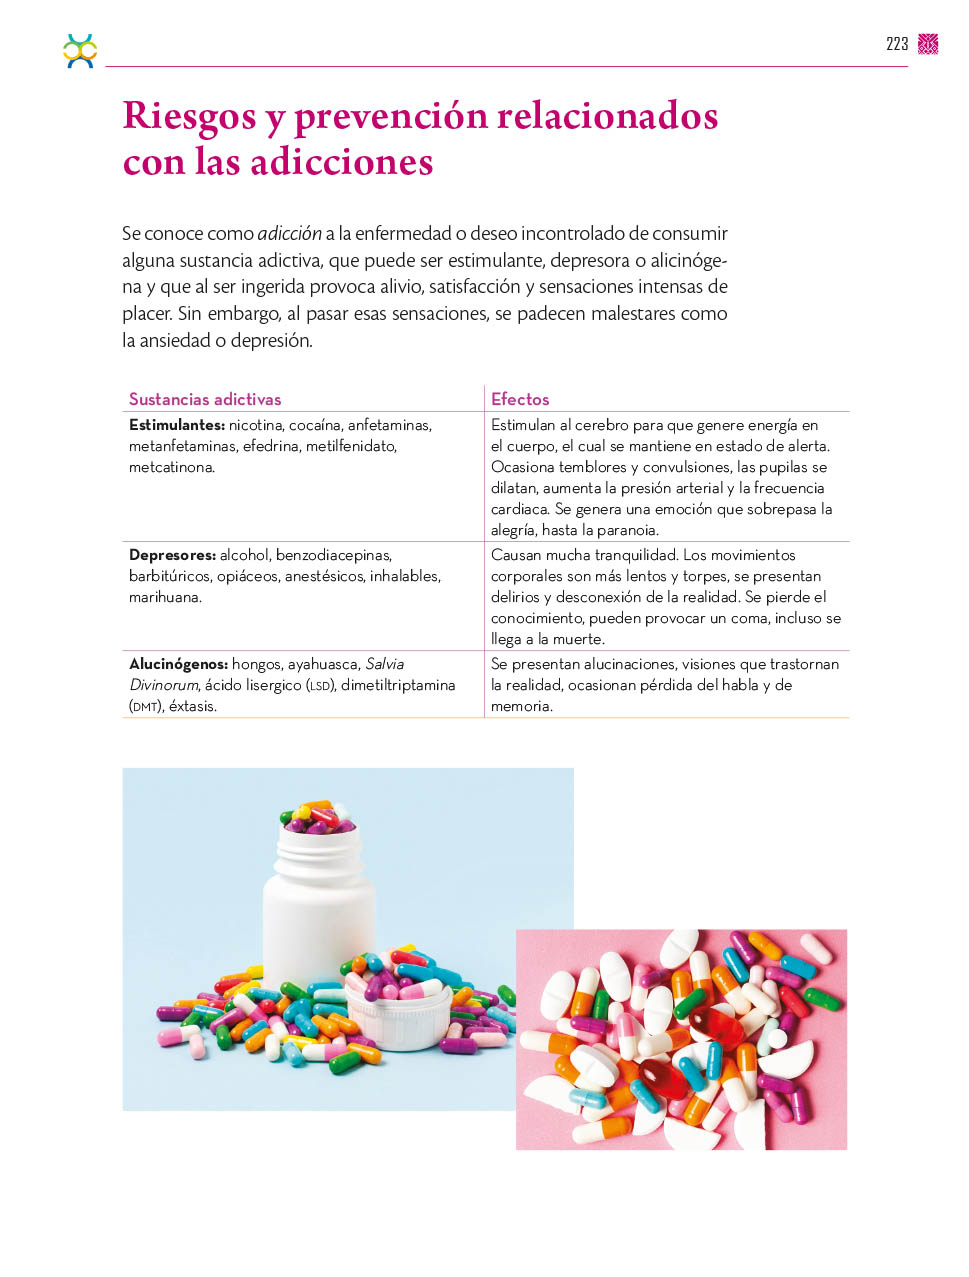 223
Riesgos y prevención relacionados
con las adicciones
Se conoce como adicción a la enfermedad o deseo incontrolado de consumir
alguna sustancia adictiva, que puede ser estimulante, depresora o alicinóge-
na y que al ser ingerida provoca alivio, satisfacción y sensaciones intensas de
placer. Sin embargo, al pasar esas sensaciones, se padecen malestares como
la ansiedad o depresión.
Sustancias adictivas
Efectos
Estimulantes: nicotina, cocaína, anfetaminas,
metanfetaminas, efedrina, metilfenidato,
metcatinona.
Estimulan al cerebro para que genere energía en
el cuerpo, el cual se mantiene en estado de alerta.
Ocasiona temblores y convulsiones, las pupilas se
dilatan, aumenta la presión arterial y la frecuencia
cardiaca. Se genera una emoción que sobrepasa la
alegría, hasta la paranoia.
Depresores: alcohol, benzodiacepinas,
barbitúricos, opiáceos, anestésicos, inhalables,
marihuana.
Causan mucha tranquilidad. Los movimientos
corporales son más lentos y torpes, se presentan
delirios y desconexión de la realidad. Se pierde el
conocimiento, pueden provocar un coma, incluso se
llega a la muerte.
Alucinógenos: hongos, ayahuasca, Salvia
Divinorum, ácido lisergico (LSD), dimetiltriptamina
(DMT), éxtasis.
Se presentan alucinaciones, visiones que trastornan
la realidad, ocasionan pérdida del habla y de
memoria.